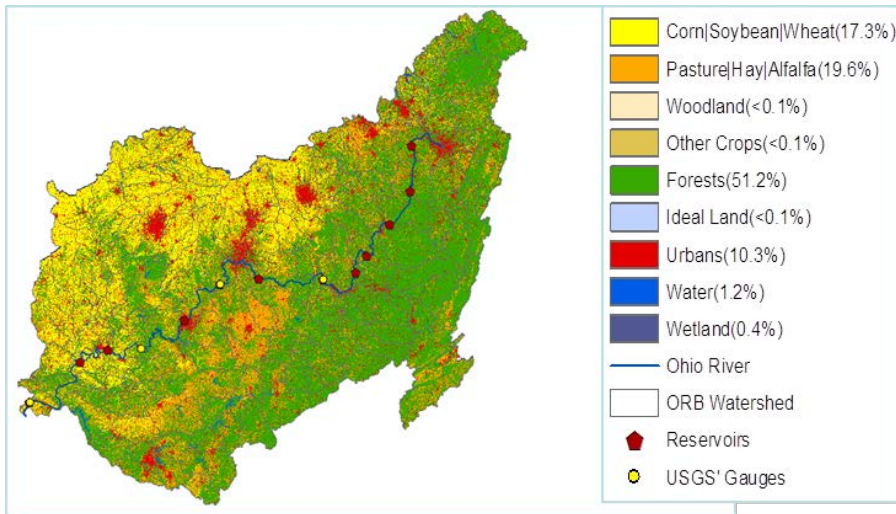 Corn|Soybean|Wheat(17.3%)
Pasture|Hay|Alfalfa(19.6%)
Woodland(<0.1%)
Other Crops(<0.1%)
Forests(51.2%)
Ideal Land(<0.1%)
Urbans(10.3%)
Water(1.2%)
Wetland(0.4%)
Ohio River
ORB Watershed
Reservoirs
USGS' Gauges